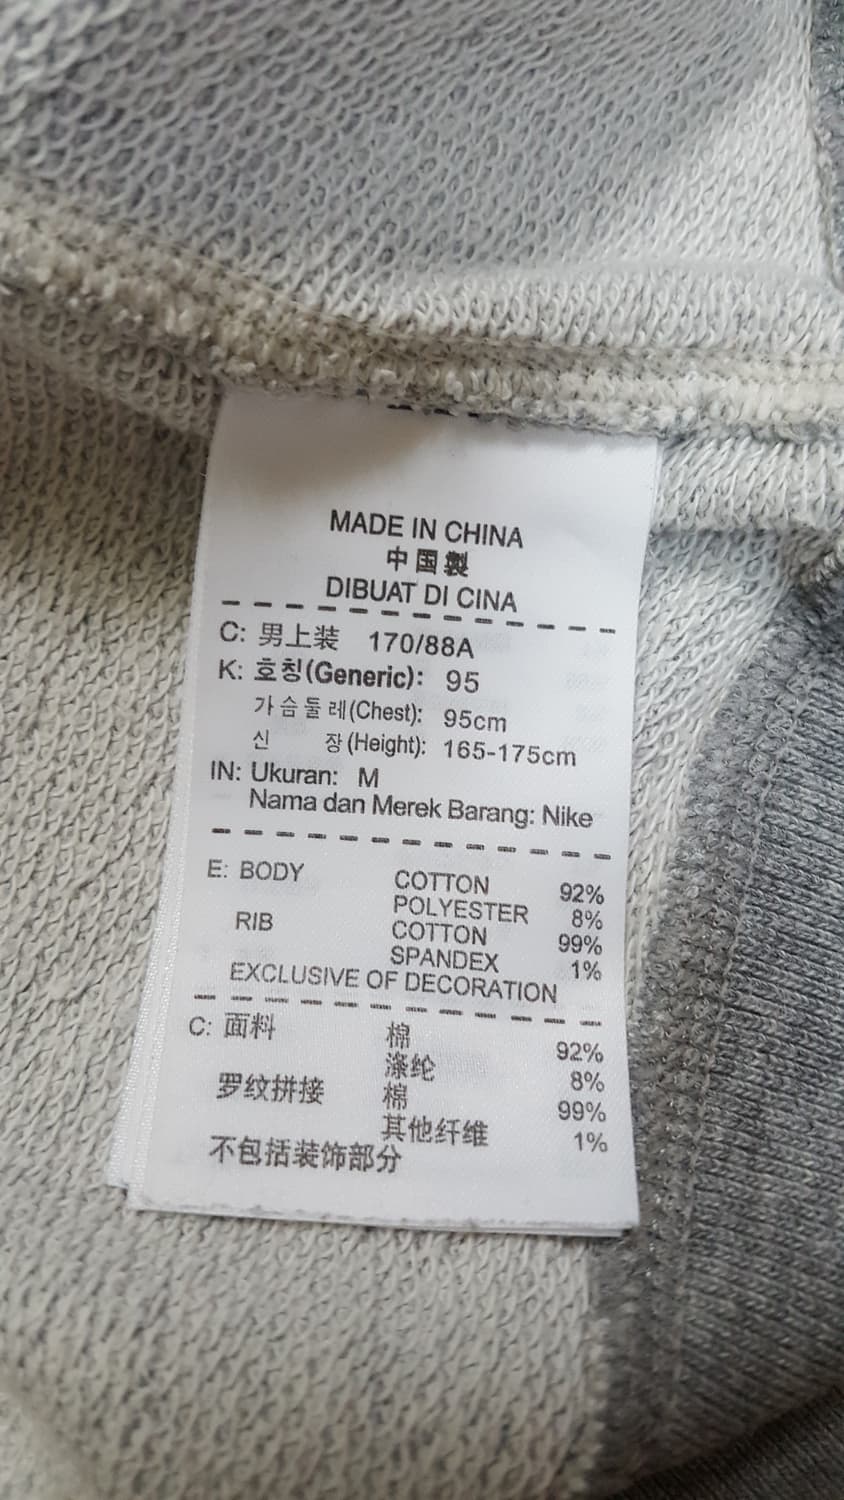 MADE IN CHINA
中国製
DIBUAT DI CINA
C: 男上装 170/88A
K: 호칭(Generic): 95
가슴둘레(Chest): 95cm
신 장(Height): 165-175cm
IN: Ukuran: M
Nama dan Merek Barang: Nike
E: BODY COTTON 92%
POLYESTER 8%
RIB COTTON 99%
SPANDEX 1%
EXCLUSIVE OF DECORATION
C: 面料 棉 92%
涤纶 8%
罗纹拼接 棉 99%
其他纤维 1%
不包括装饰部分